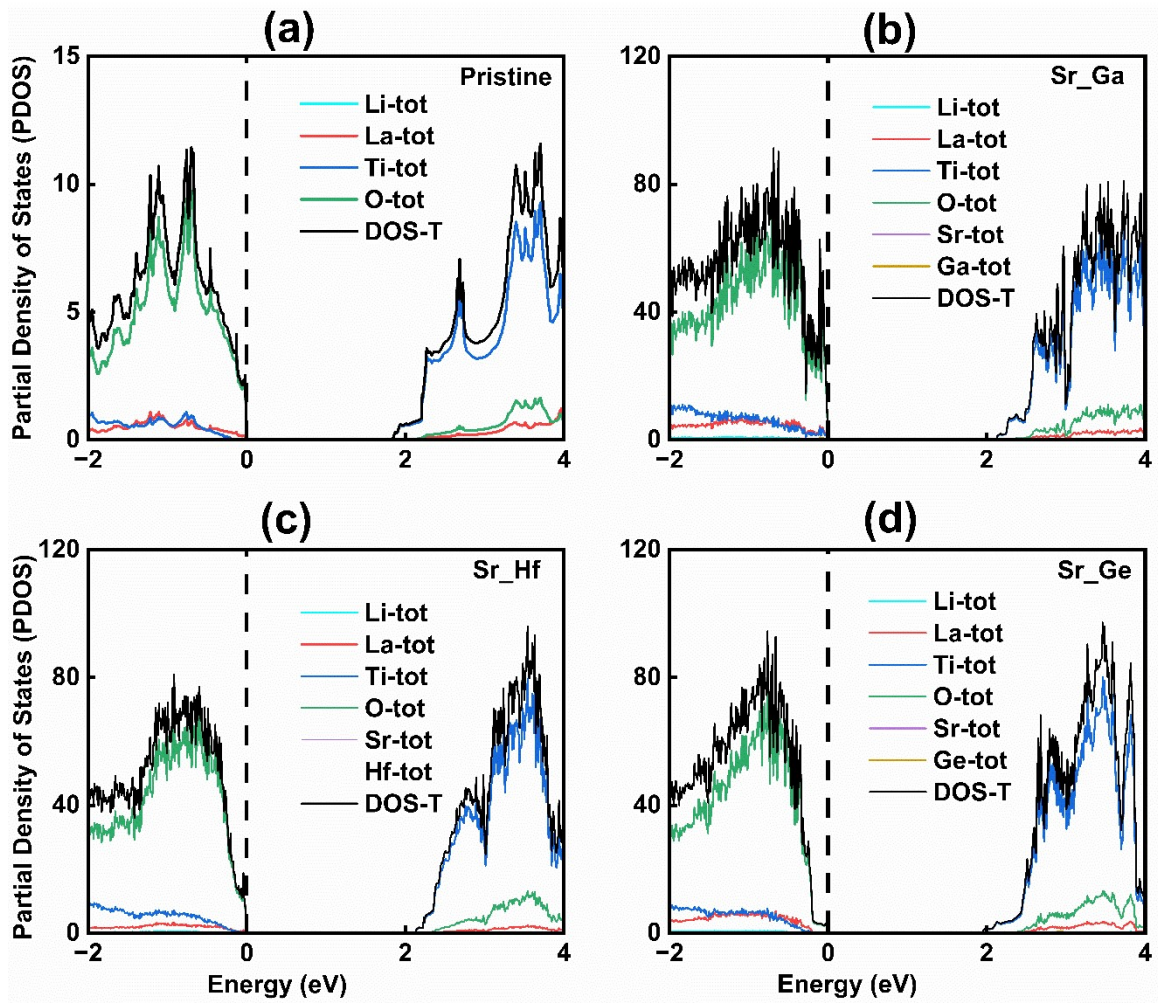 (a)
Partial Density of States (PDOS)
15
10
5
0
−2
0
2
4
Pristine
Li-tot
La-tot
Ti-tot
O-tot
DOS-T
(b)
120
80
40
0
−2
0
2
4
Sr_Ga
Li-tot
La-tot
Ti-tot
O-tot
Sr-tot
Ga-tot
DOS-T
(c)
Partial Density of States (PDOS)
120
80
40
0
−2
0
2
4
Energy (eV)
Sr_Hf
Li-tot
La-tot
Ti-tot
O-tot
Sr-tot
Hf-tot
DOS-T
(d)
120
80
40
0
−2
0
2
4
Energy (eV)
Sr_Ge
Li-tot
La-tot
Ti-tot
O-tot
Sr-tot
Ge-tot
DOS-T